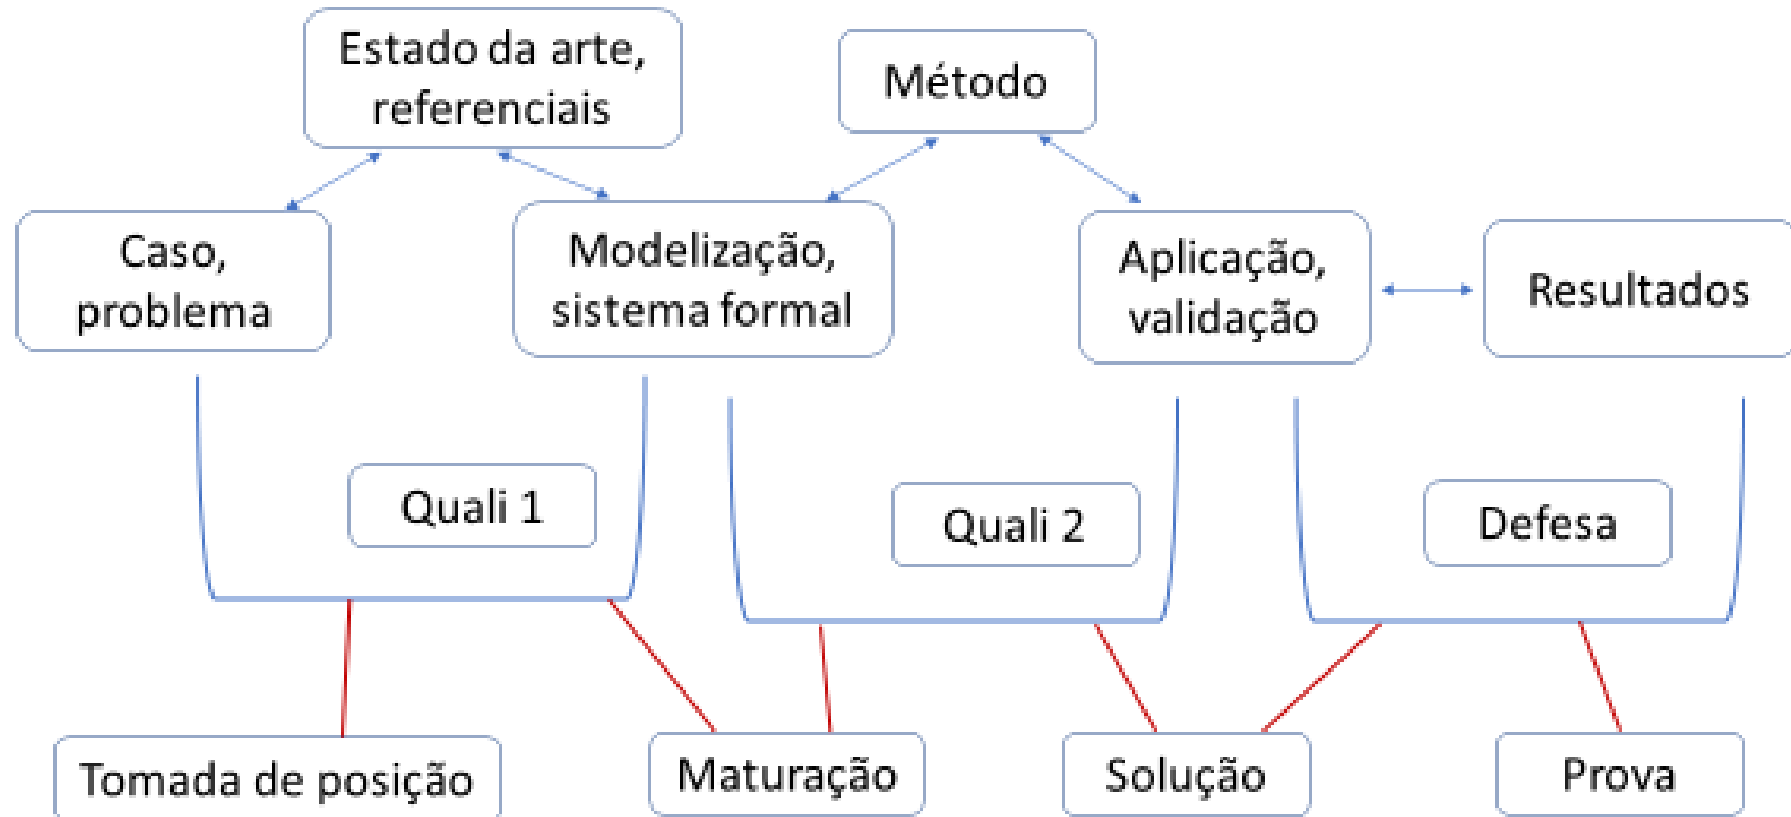 Estado da arte,
referenciais
Método
Caso,
problema
Modelização,
sistema formal
Aplicação,
validação
Resultados
Quali 1
Quali 2
Defesa
Tomada de posição
Maturação
Solução
Prova